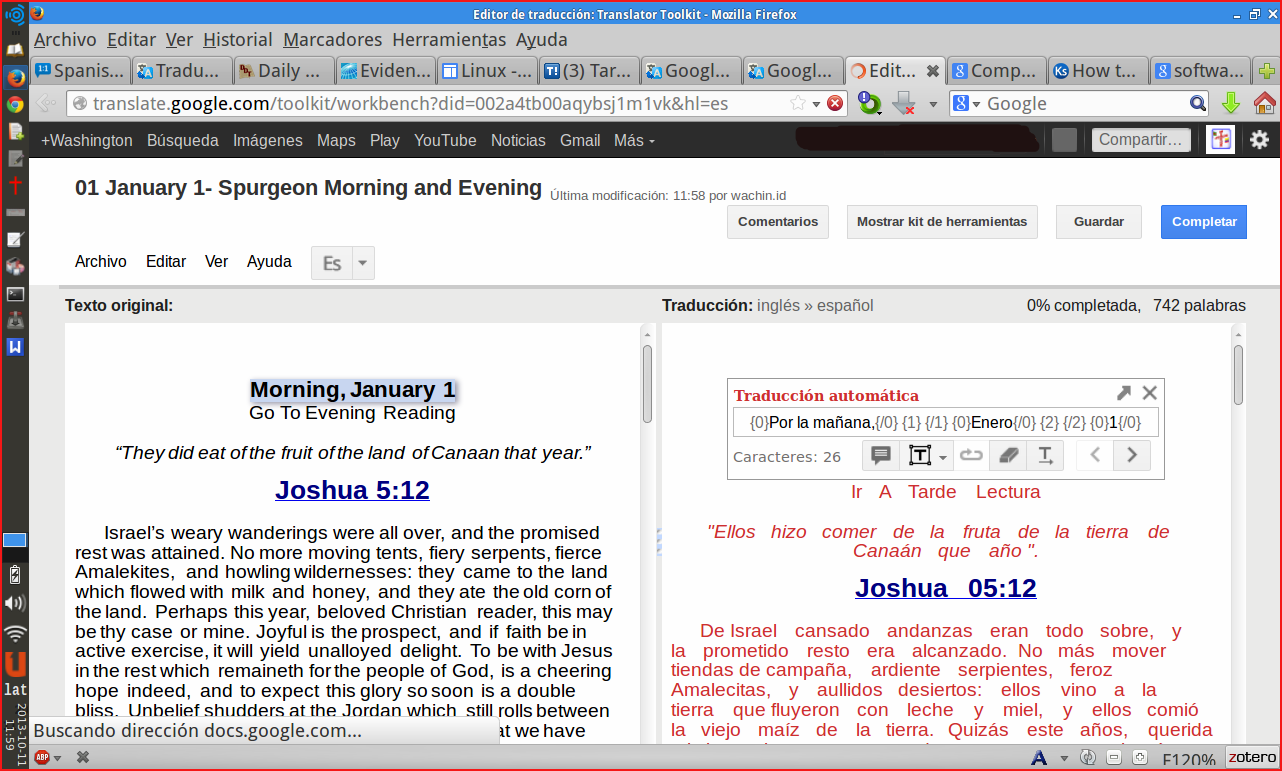 Editor de traducción: Translator Toolkit - Mozilla Firefox
Archivo Editar Ver Historial Marcadores Herramientas Ayuda
Spanis... Tradu... Daily ... Eviden... Linux -... (3) Tar... Googl... Googl... Edit... Comp... How t... softwa...
translate.google.com/toolkit/workbench?did=002a4tb00aqybsj1m1vk&hl=es
Google
+Washington Búsqueda Imágenes Maps Play YouTube Noticias Gmail Más
Compartir...
01 January 1- Spurgeon Morning and Evening
Última modificación: 11:58 por wachin.id
Comentarios Mostrar kit de herramientas Guardar Completar
Archivo Editar Ver Ayuda Es
Texto original:
Morning, January 1
Go To Evening Reading
“They did eat of the fruit of the land of Canaan that year.”
Joshua 5:12
Israel’s weary wanderings were all over, and the promised
rest was attained. No more moving tents, fiery serpents, fierce
Amalekites, and howling wildernesses: they came to the land
which flowed with milk and honey, and they ate the old corn of
the land. Perhaps this year, beloved Christian reader, this may
be thy case or mine. Joyful is the prospect, and if faith be in
active exercise, it will yield unalloyed delight. To be with Jesus
in the rest which remaineth for the people of God, is a cheering
hope indeed, and to expect this glory so soon is a double
bliss. Unbelief shudders at the Jordan which still rolls between
at we have
Traducción: inglés » español
0% completada, 742 palabras
Traducción automática
{0}Por la mañana,{/0} {1} {/1} {0}Enero{/0} {2} {/2} {0}1{/0}
Caracteres: 26
Ir A Tarde Lectura
"Ellos hizo comer de la fruta de la tierra de
Canaán que año ".
Joshua 05:12
De Israel cansado andanzas eran todo sobre, y
la prometido resto era alcanzado. No más mover
tiendas de campaña, ardiente serpientes, feroz
Amalecitas, y aullidos desiertos: ellos vino a la
tierra que fluyeron con leche y miel, y ellos comió
la viejo maíz de la tierra. Quizás este años, querida
Buscando dirección docs.google.com...
ABP
F120%
zotero
lat
2013-10-11
11:59